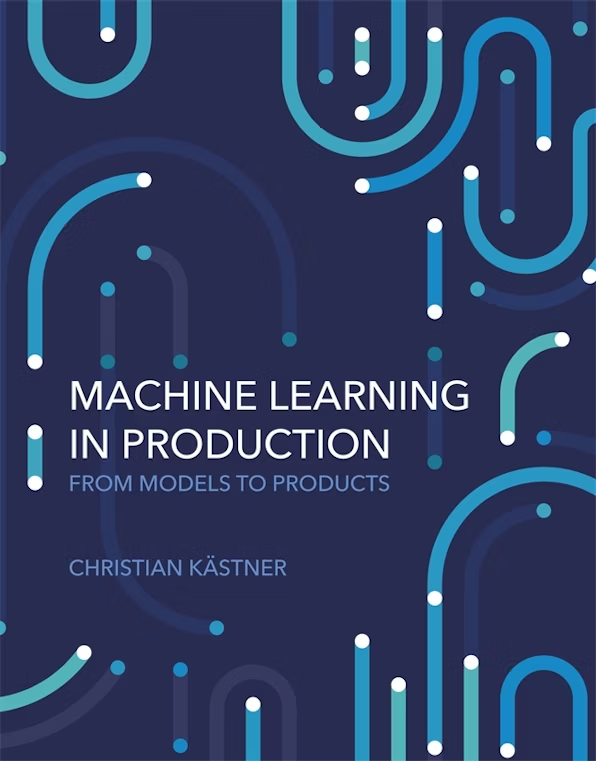 MACHINE LEARNING
IN PRODUCTION
FROM MODELS TO PRODUCTS
CHRISTIAN KÄSTNER